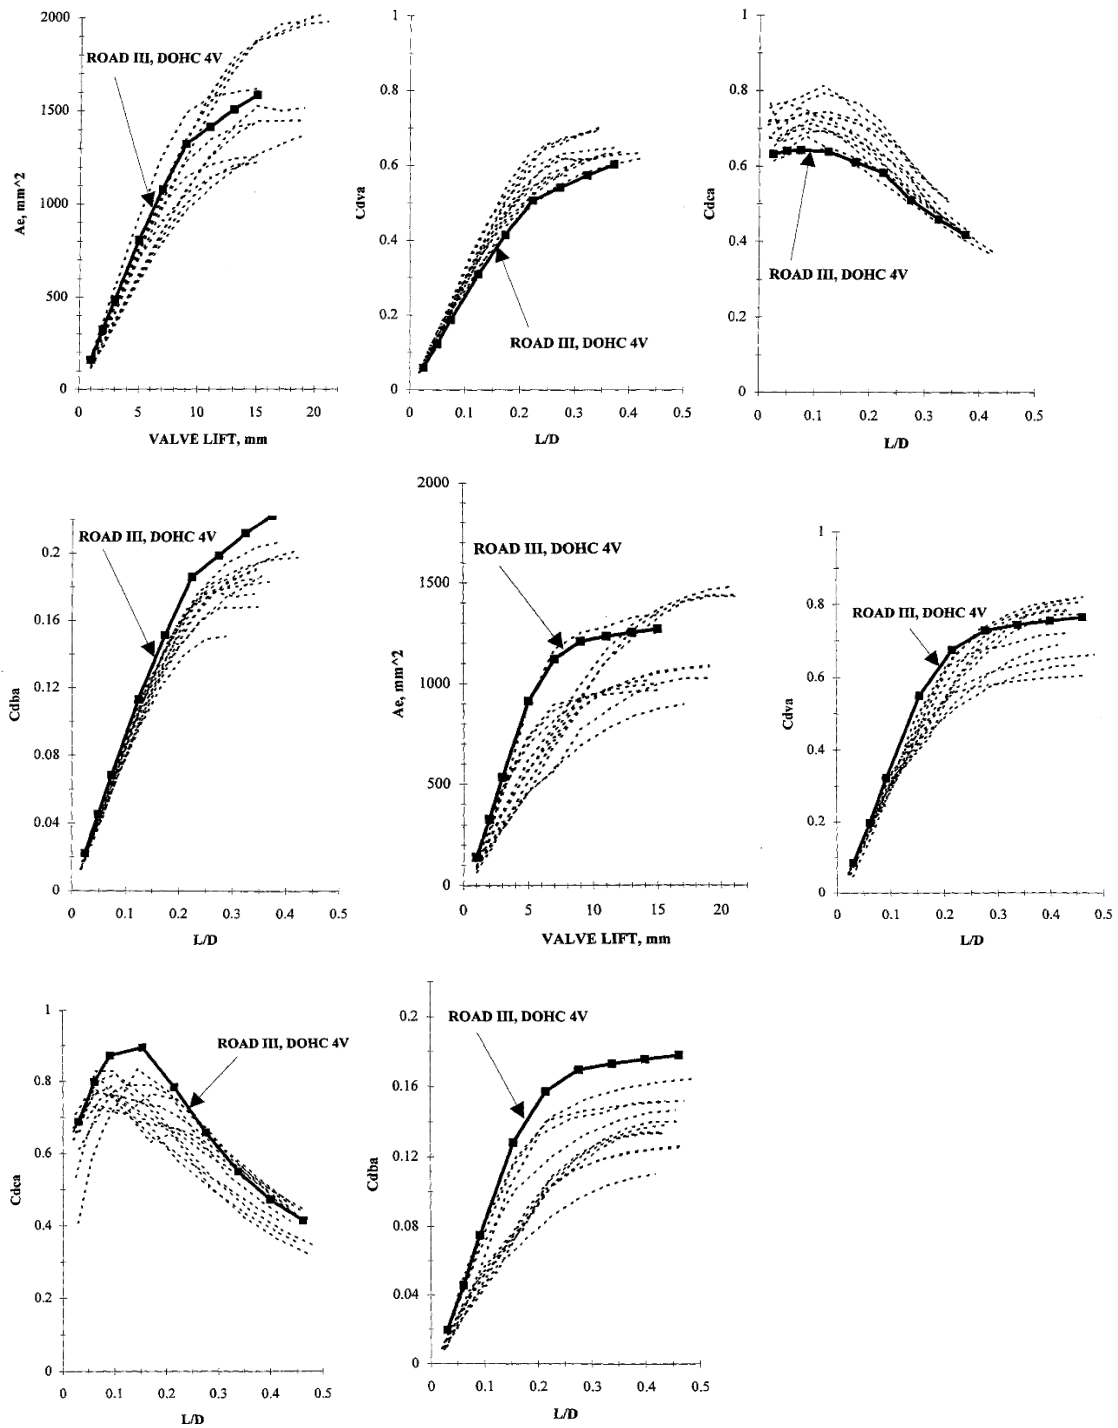 2000
ROAD III, DOHC 4V
1500
Ae, mm^2
1000
500
0
0 5 10 15 20
VALVE LIFT, mm
1
0.8
0.6
Cdva
0.4
ROAD III, DOHC 4V
0.2
0
0 0.1 0.2 0.3 0.4 0.5
L/D
1
0.8
0.6
Cdca
0.4
ROAD III, DOHC 4V
0.2
0
0 0.1 0.2 0.3 0.4 0.5
L/D
ROAD III, DOHC 4V
0.2
0.16
Cdba
0.12
0.08
0.04
0
0 0.1 0.2 0.3 0.4 0.5
L/D
2000
ROAD III, DOHC 4V
1500
Ae, mm^2
1000
500
0
0 5 10 15 20
VALVE LIFT, mm
1
0.8
ROAD III, DOHC 4V
0.6
Cdva
0.4
0.2
0
0 0.1 0.2 0.3 0.4 0.5
L/D
1
ROAD III, DOHC 4V
0.8
0.6
Cdca
0.4
0.2
0
0 0.1 0.2 0.3 0.4 0.5
L/D
ROAD III, DOHC 4V
0.2
0.16
Cdba
0.12
0.08
0.04
0
0 0.1 0.2 0.3 0.4 0.5
L/D